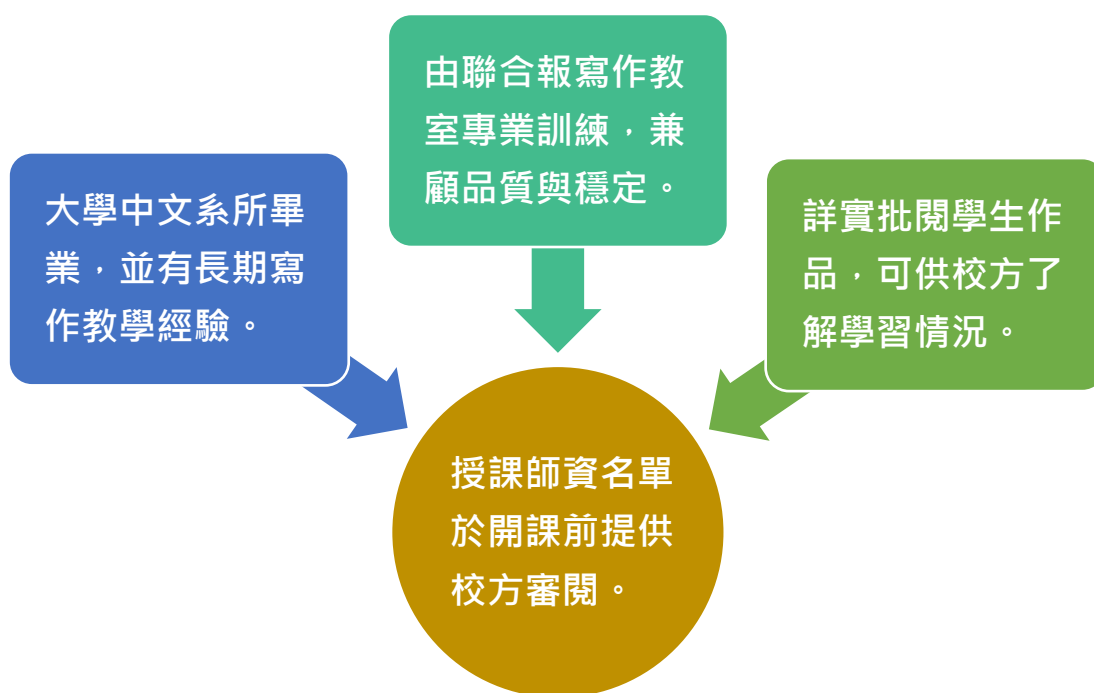 由聯合報寫作教
室專業訓練，兼
顧品質與穩定。
大學中文系所畢
業，並有長期寫
作教學經驗。
詳實批閱學生作
品，可供校方了
解學習情況。
授課師資名單
於開課前提供
校方審閱。